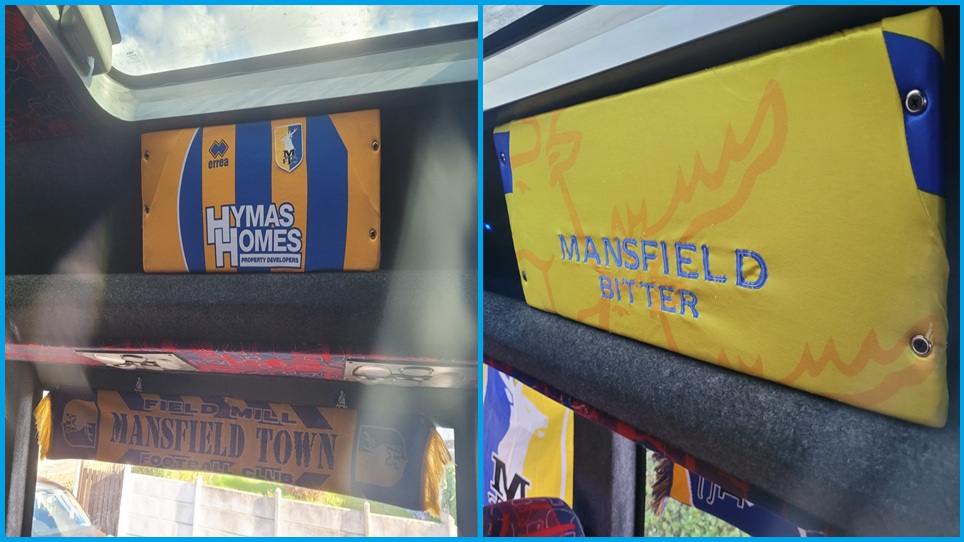 errea
M
HYMAS
HOMES
PROPERTY DEVELOPERS
FIELD MILL
MANSFIELD TOWN
FOOTBALL CLUB
MANSFIELD
BITTER
M